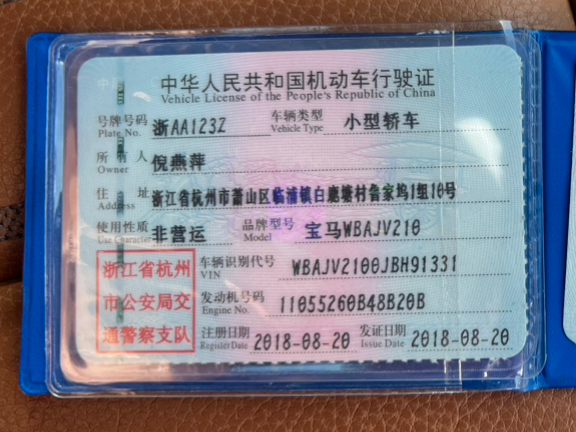 中华人民共和国机动车行驶证
Vehicle License of the People's Republic of China
号牌号码 Plate No. 浙AA123Z 车辆类型 Vehicle Type 小型轿车
所有人 Owner 倪燕萍
住址 Address 浙江省杭州市萧山区临浦镇白鹿塘村鲁家坞1组10号
使用性质 Use Character 非营运 品牌型号 Model 宝马WBAJV210
浙江省杭州市公安局交通警察支队
车辆识别代号 VIN WBAJV2100JBH91331
发动机号码 Engine No. 11055260B48B20B
注册日期 Register Date 2018-08-20 发证日期 Issue Date 2018-08-20